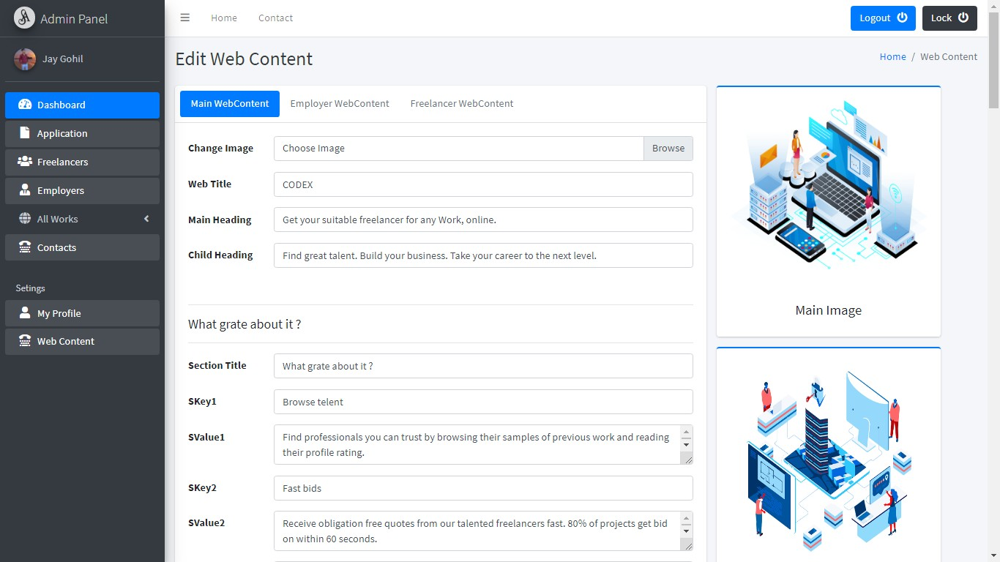 Admin Panel
Jay Gohil
Dashboard
Application
Freelancers
Employers
All Works
Contacts
Setings
My Profile
Web Content
Home Contact
Logout Lock
Edit Web Content
Home / Web Content
Main WebContent Employer WebContent Freelancer WebContent
Change Image Choose Image Browse
Web Title CODEX
Main Heading Get your suitable freelancer for any Work, online.
Child Heading Find great talent. Build your business. Take your career to the next level.
What grate about it ?
Section Title What grate about it ?
SKey1 Browse telent
SValue1 Find professionals you can trust by browsing their samples of previous work and reading
their profile rating.
SKey2 Fast bids
SValue2 Receive obligation free quotes from our talented freelancers fast. 80% of projects get bid
on within 60 seconds.
Main Image